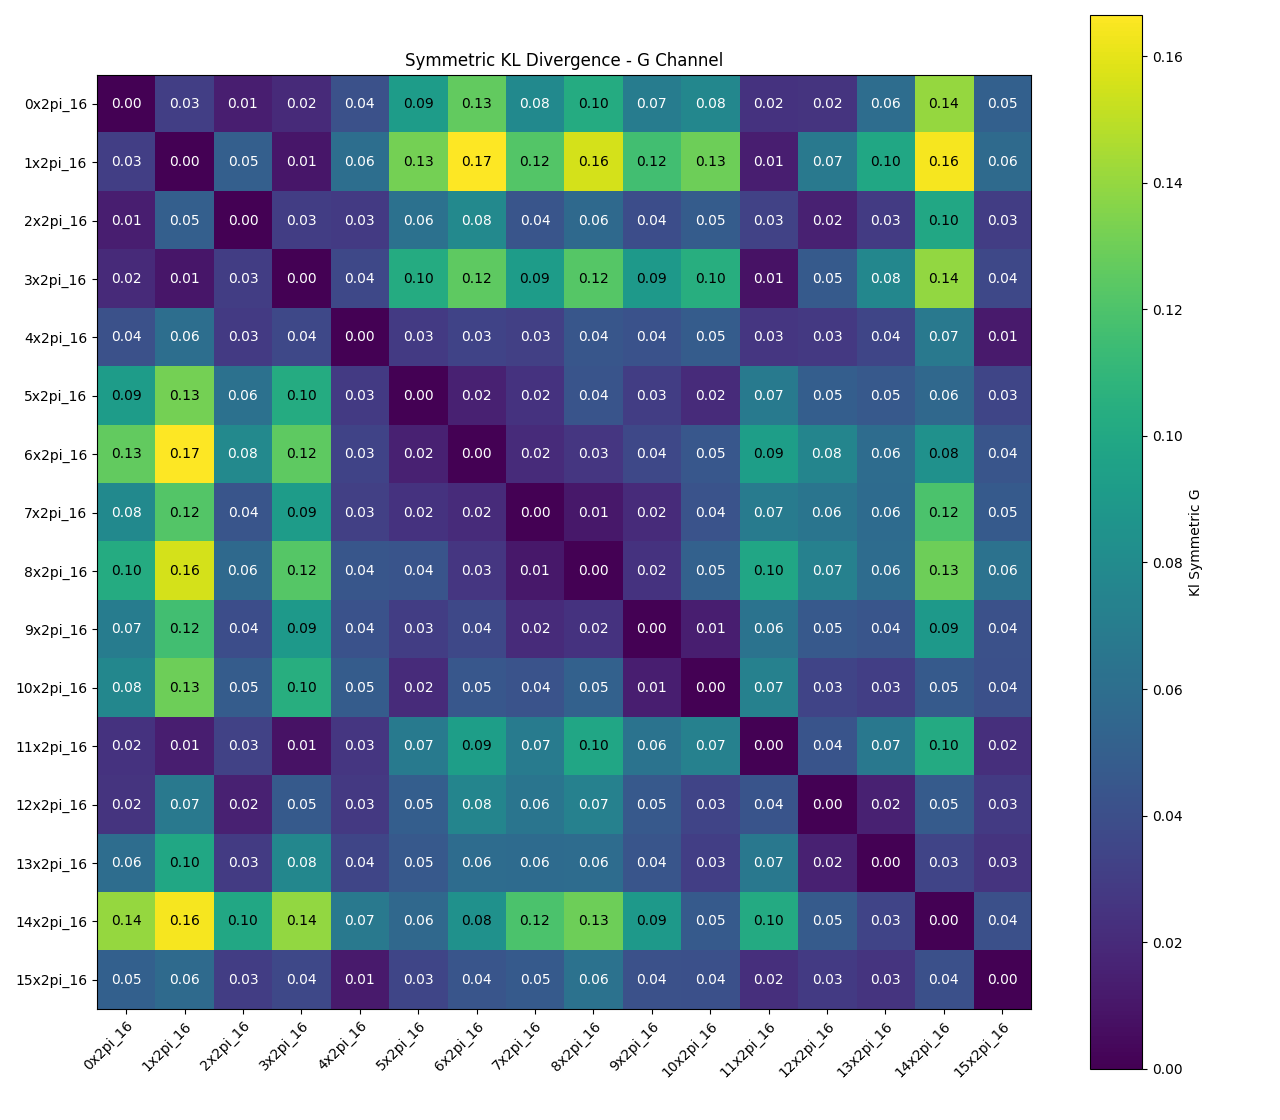 Symmetric KL Divergence - G Channel
0x2pi_16 0.00 0.03 0.01 0.02 0.04 0.09 0.13 0.08 0.10 0.07 0.08 0.02 0.02 0.06 0.14 0.05
1x2pi_16 0.03 0.00 0.05 0.01 0.06 0.13 0.17 0.12 0.16 0.12 0.13 0.01 0.07 0.10 0.16 0.06
2x2pi_16 0.01 0.05 0.00 0.03 0.03 0.06 0.08 0.04 0.06 0.04 0.05 0.03 0.02 0.03 0.10 0.03
3x2pi_16 0.02 0.01 0.03 0.00 0.04 0.10 0.12 0.09 0.12 0.09 0.10 0.01 0.05 0.08 0.14 0.04
4x2pi_16 0.04 0.06 0.03 0.04 0.00 0.03 0.03 0.03 0.04 0.04 0.05 0.03 0.03 0.04 0.07 0.01
5x2pi_16 0.09 0.13 0.06 0.10 0.03 0.00 0.02 0.02 0.04 0.03 0.02 0.07 0.05 0.05 0.06 0.03
6x2pi_16 0.13 0.17 0.08 0.12 0.03 0.02 0.00 0.02 0.03 0.04 0.05 0.09 0.08 0.06 0.08 0.04
7x2pi_16 0.08 0.12 0.04 0.09 0.03 0.02 0.02 0.00 0.01 0.02 0.04 0.07 0.06 0.06 0.12 0.05
8x2pi_16 0.10 0.16 0.06 0.12 0.04 0.04 0.03 0.01 0.00 0.02 0.05 0.10 0.07 0.06 0.13 0.06
9x2pi_16 0.07 0.12 0.04 0.09 0.04 0.03 0.04 0.02 0.02 0.00 0.01 0.06 0.05 0.04 0.09 0.04
10x2pi_16 0.08 0.13 0.05 0.10 0.05 0.02 0.05 0.04 0.05 0.01 0.00 0.07 0.03 0.03 0.05 0.04
11x2pi_16 0.02 0.01 0.03 0.01 0.03 0.07 0.09 0.07 0.10 0.06 0.07 0.00 0.04 0.07 0.10 0.02
12x2pi_16 0.02 0.07 0.02 0.05 0.03 0.05 0.08 0.06 0.07 0.05 0.03 0.04 0.00 0.02 0.05 0.03
13x2pi_16 0.06 0.10 0.03 0.08 0.04 0.05 0.06 0.06 0.06 0.04 0.03 0.07 0.02 0.00 0.03 0.03
14x2pi_16 0.14 0.16 0.10 0.14 0.07 0.06 0.08 0.12 0.13 0.09 0.05 0.10 0.05 0.03 0.00 0.04
15x2pi_16 0.05 0.06 0.03 0.04 0.01 0.03 0.04 0.05 0.06 0.04 0.04 0.02 0.03 0.03 0.04 0.00
0x2pi_16 1x2pi_16 2x2pi_16 3x2pi_16 4x2pi_16 5x2pi_16 6x2pi_16 7x2pi_16 8x2pi_16 9x2pi_16 10x2pi_16 11x2pi_16 12x2pi_16 13x2pi_16 14x2pi_16 15x2pi_16
0.16
0.14
0.12
0.10
0.08
0.06
0.04
0.02
0.00
Kl Symmetric G